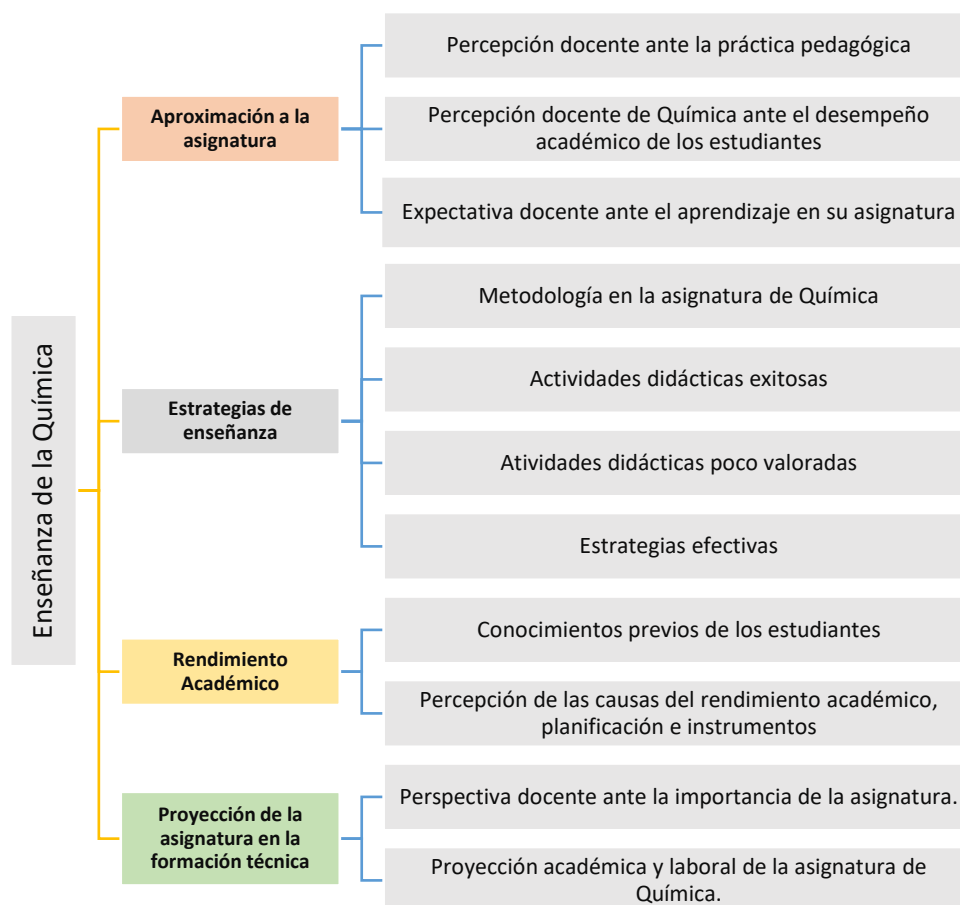 Enseñanza de la Química
Aproximación a la
asignatura
Percepción docente ante la práctica pedagógica
Percepción docente de Química ante el desempeño
académico de los estudiantes
Expectativa docente ante el aprendizaje en su asignatura
Estrategias de
enseñanza
Metodología en la asignatura de Química
Actividades didácticas exitosas
Atividades didácticas poco valoradas
Estrategias efectivas
Rendimiento
Académico
Conocimientos previos de los estudiantes
Percepción de las causas del rendimiento académico,
planificación e instrumentos
Proyección de la
asignatura en la
formación técnica
Perspectiva docente ante la importancia de la asignatura.
Proyección académica y laboral de la asignatura de
Química.